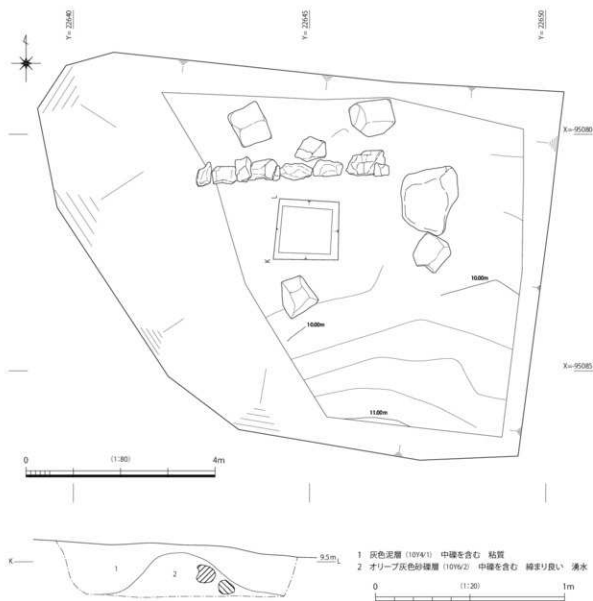 Y= 22640
Y= 22645
Y= 22650
X=-95080
L
K
10.00m
10.00m
X=-95085
11.00m
0 (1:80) 4m
K 1 2 9.5m L
1 灰色泥層 (10Y4/1) 中礫を含む 粘質
2 オリーブ灰色砂礫層 (10Y6/2) 中礫を含む 締まり良い 湧水
0 (1:20) 1m